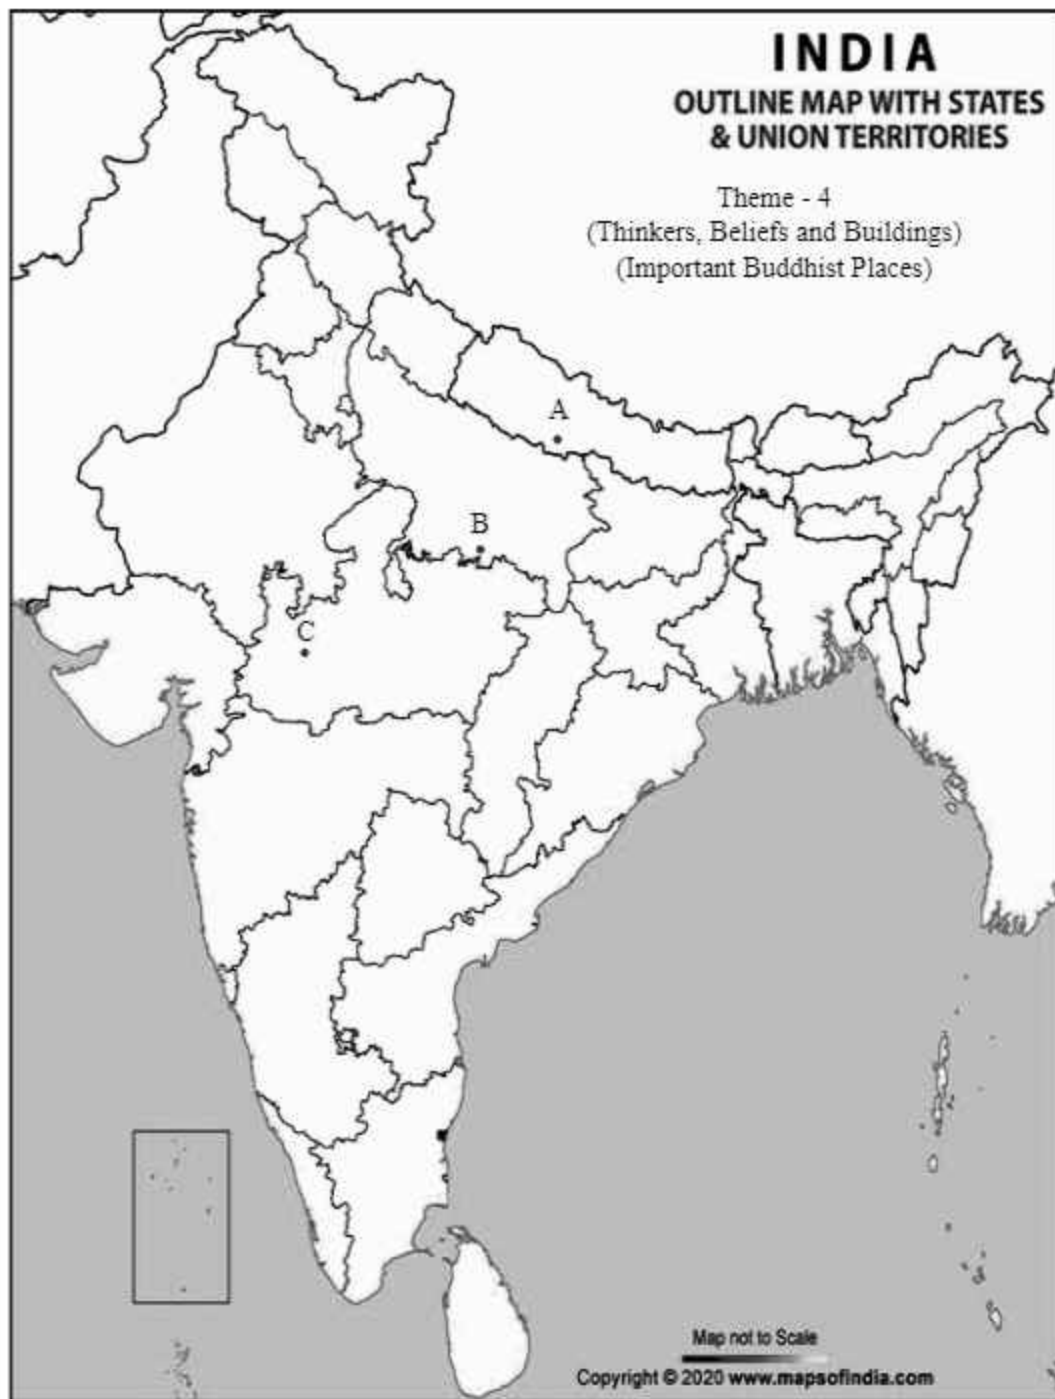 INDIA
OUTLINE MAP WITH STATES
& UNION TERRITORIES
Theme - 4
(Thinkers, Beliefs and Buildings)
(Important Buddhist Places)
A
B
C
Map not to Scale
Copyright © 2020 www.mapsofindia.com